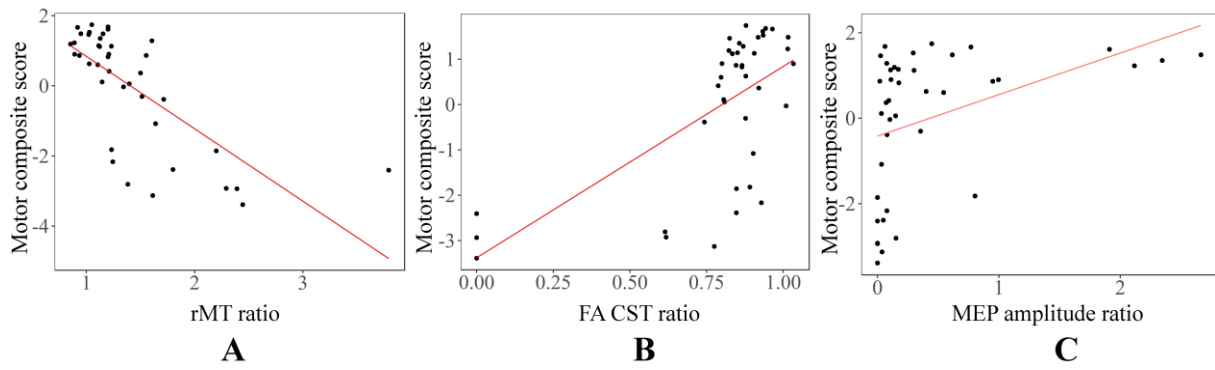 Motor composite score
2
0
-2
-4
1
2
3
rMT ratio
A
Motor composite score
1
0
-1
-2
-3
0.00
0.25
0.50
0.75
1.00
FA CST ratio
B
Motor composite score
2
0
-2
0
1
2
MEP amplitude ratio
C